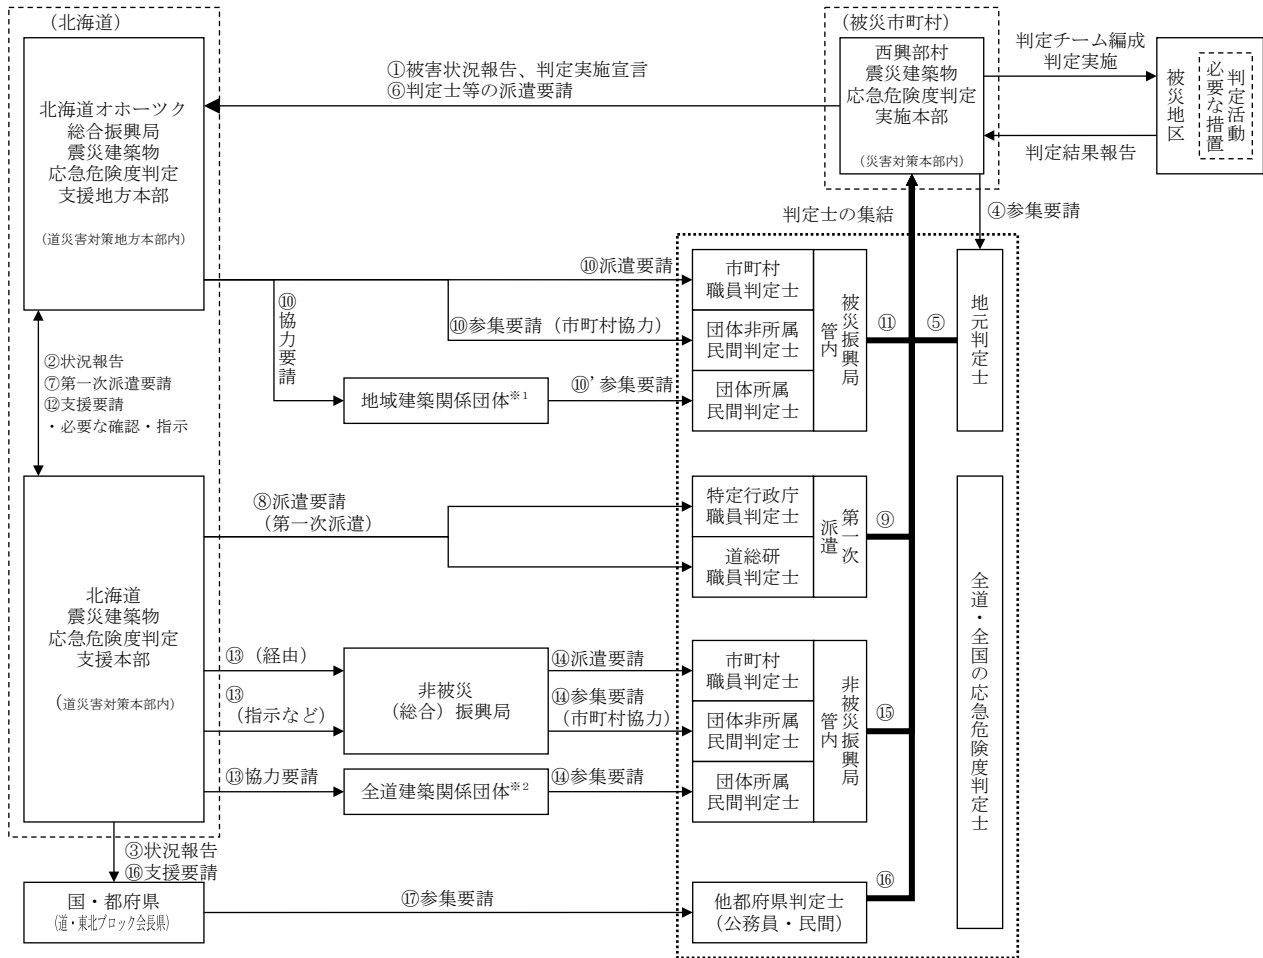 （北海道）
（被災市町村）
西興部村
震災建築物
応急危険度判定
実施本部
（災害対策本部内）
判定チーム編成
判定実施
判定結果報告
被災地区
判定活動
必要な措置
①被害状況報告、判定実施宣言
⑥判定士等の派遣要請
北海道オホーツク
総合振興局
震災建築物
応急危険度判定
支援地方本部
（道災害対策地方本部内）
判定士の集結
④参集要請
⑩派遣要請
⑩協力要請
⑩参集要請（市町村協力）
⑩’参集要請
地域建築関係団体※1
市町村
職員判定士
団体非所属
民間判定士
団体所属
民間判定士
被災振興局
管内
⑪
⑤
地元判定士
②状況報告
⑦第一次派遣要請
⑫支援要請
・必要な確認・指示
⑧派遣要請
（第一次派遣）
特定行政庁
職員判定士
道総研
職員判定士
第一次
派遣
⑨
全道・全国の応急危険度判定士
北海道
震災建築物
応急危険度判定
支援本部
（道災害対策本部内）
⑬（経由）
⑬
（指示など）
⑬協力要請
非被災
（総合）振興局
全道建築関係団体※2
⑭派遣要請
⑭参集要請
（市町村協力）
⑭参集要請
市町村
職員判定士
団体非所属
民間判定士
団体所属
民間判定士
非被災振興局
管内
⑮
③状況報告
⑯支援要請
国・都府県
（道・東北ブロック会長県）
⑰参集要請
他都府県判定士
（公務員・民間）
⑯